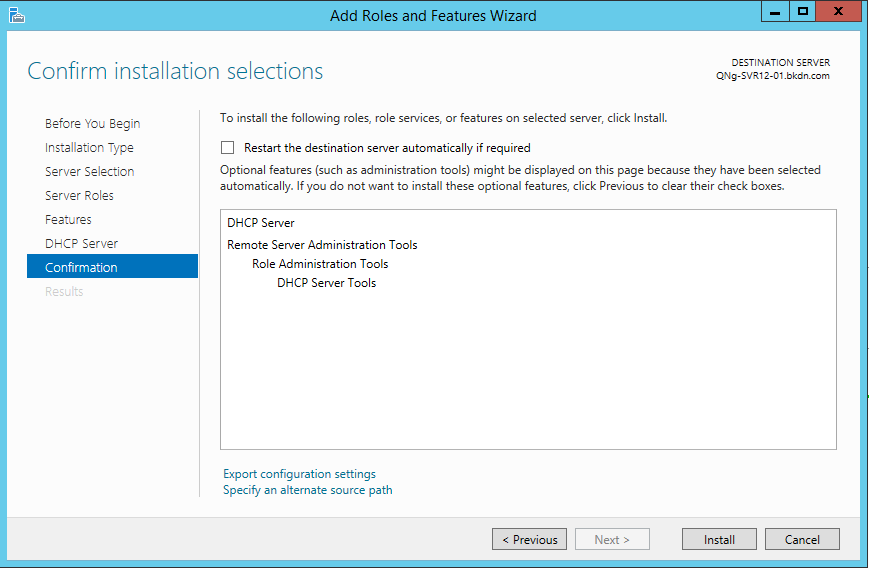 Add Roles and Features Wizard
Confirm installation selections
DESTINATION SERVER
QNg-SVR12-01.bkdn.com
Before You Begin
Installation Type
Server Selection
Server Roles
Features
DHCP Server
Confirmation
Results
To install the following roles, role services, or features on selected server, click Install.
Restart the destination server automatically if required
Optional features (such as administration tools) might be displayed on this page because they have been selected
automatically. If you do not want to install these optional features, click Previous to clear their check boxes.
DHCP Server
Remote Server Administration Tools
Role Administration Tools
DHCP Server Tools
Export configuration settings
Specify an alternate source path
< Previous
Next >
Install
Cancel